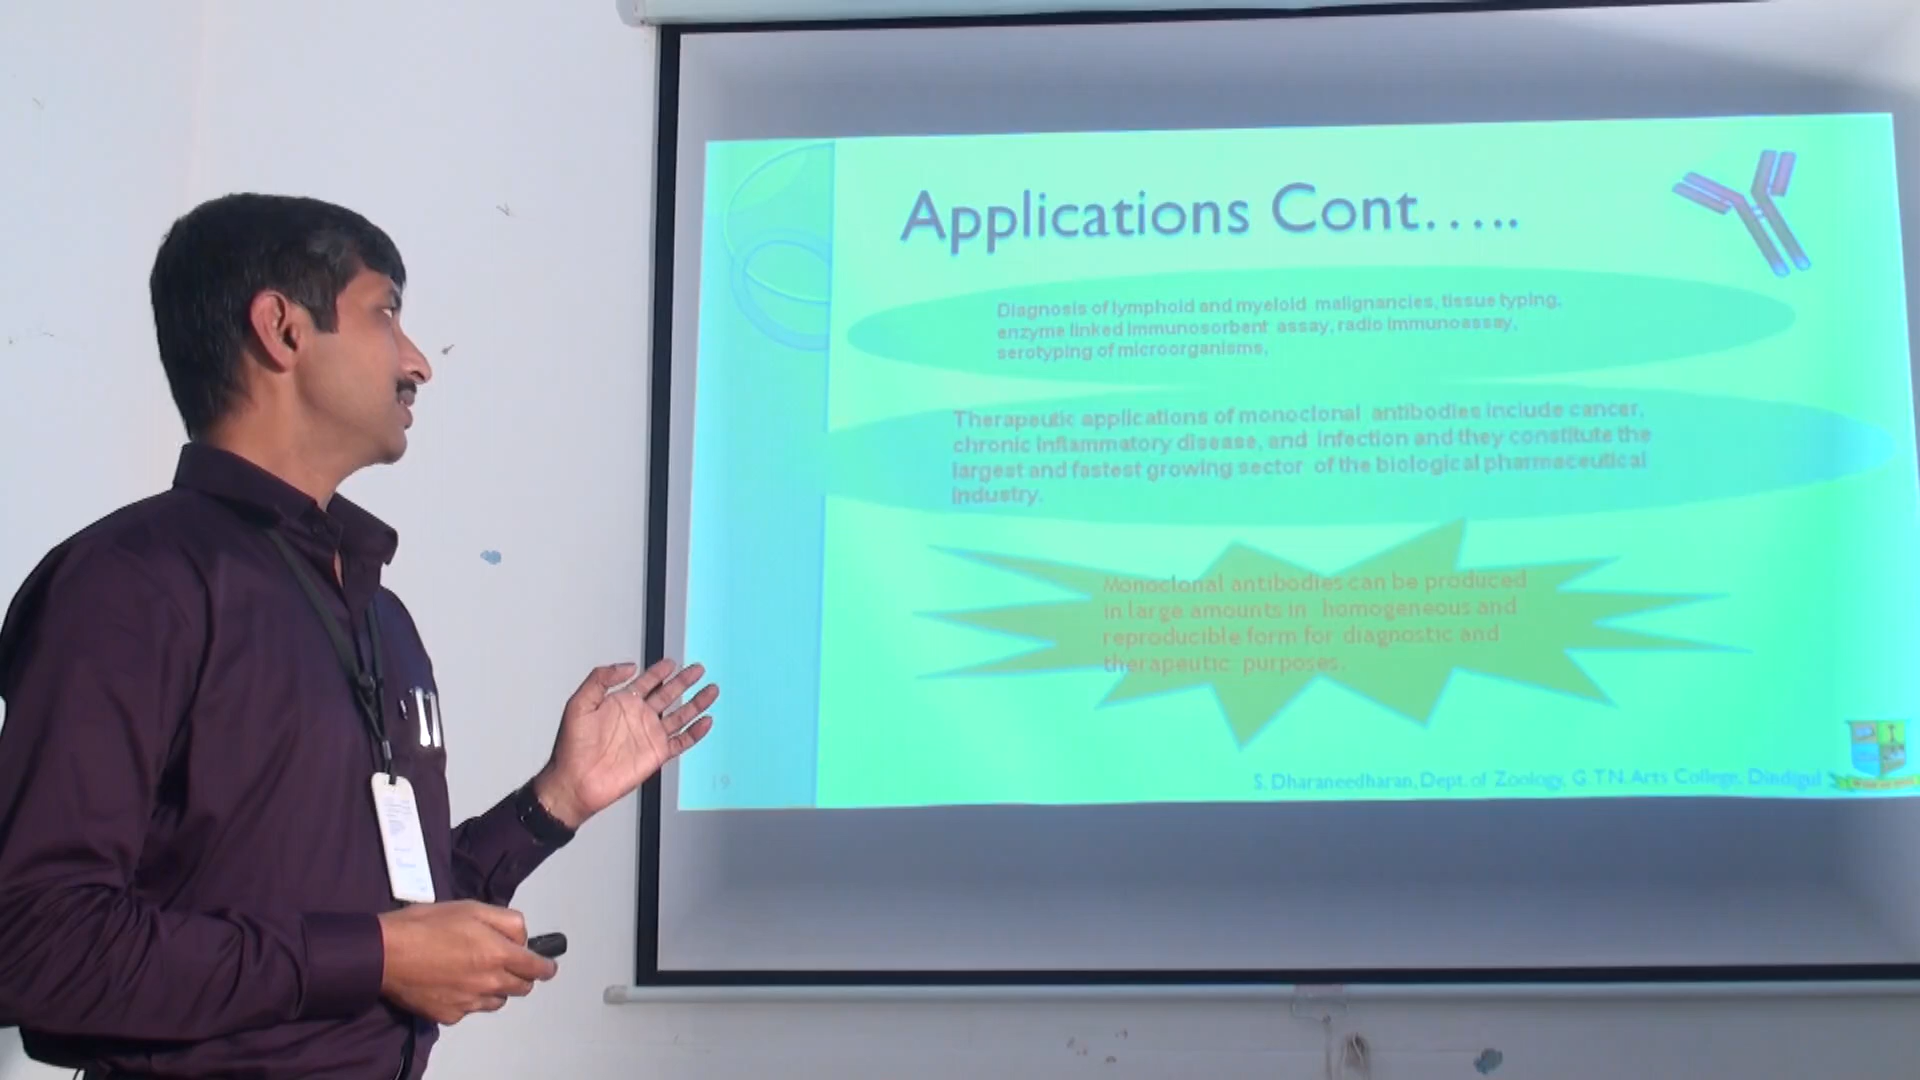 Applications Cont.....
Diagnosis of lymphoid and myeloid malignancies, tissue typing,
enzyme linked immunosorbent assay, radio immunoassay,
serotyping of microorganisms,
Therapeutic applications of monoclonal antibodies include cancer,
chronic inflammatory disease, and infection and they constitute the
largest and fastest growing sector of the biological pharmaceutical
industry.
Monoclonal antibodies can be produced
in large amounts in homogeneous and
reproducible form for diagnostic and
therapeutic purposes.
19
S. Dharaneedharan, Dept. of Zoology, G.T.N. Arts College, Dindigul